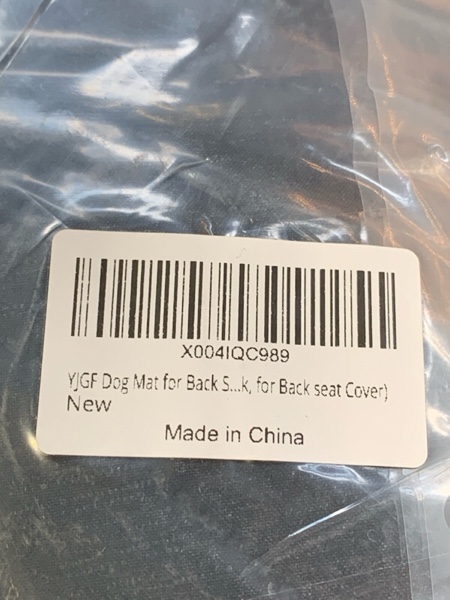 X004IQC989
YJGF Dog Mat for Back S...k, for Back seat Cover)
New
Made in China